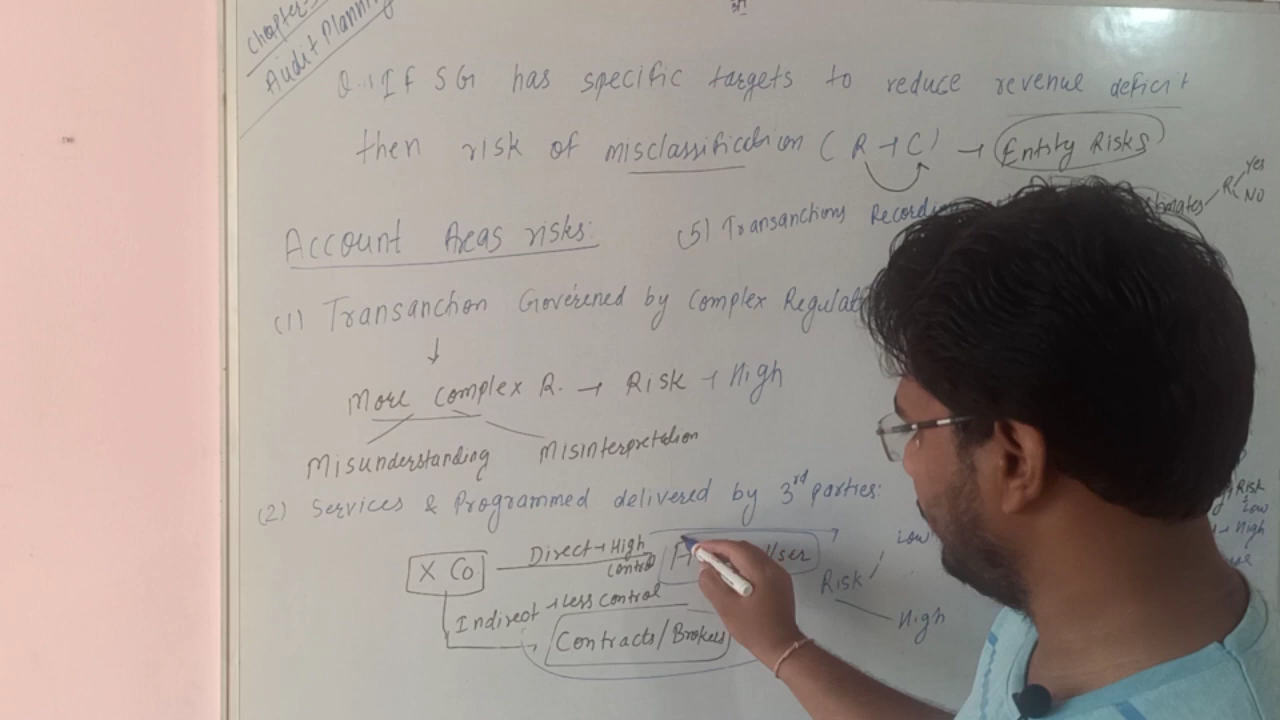 Chapter-
Audit Planning
Q.1 If SG has specific targets to reduce revenue deficit
then risk of misclassification (R → C) → Entity Risks
Account Areas risks:
(5) Transanctions
Yes
R
NO
(1) Transanction Goverened by Complex
More complex R. → Risk → High
Misunderstanding Misinterpretation
(2) Services & Programmed delivered by 3rd parties:
X Co Direct → High
Control
User
Indirect → Less Control
Contracts/Brokers
Risk
Low
High
Risk
Low
High